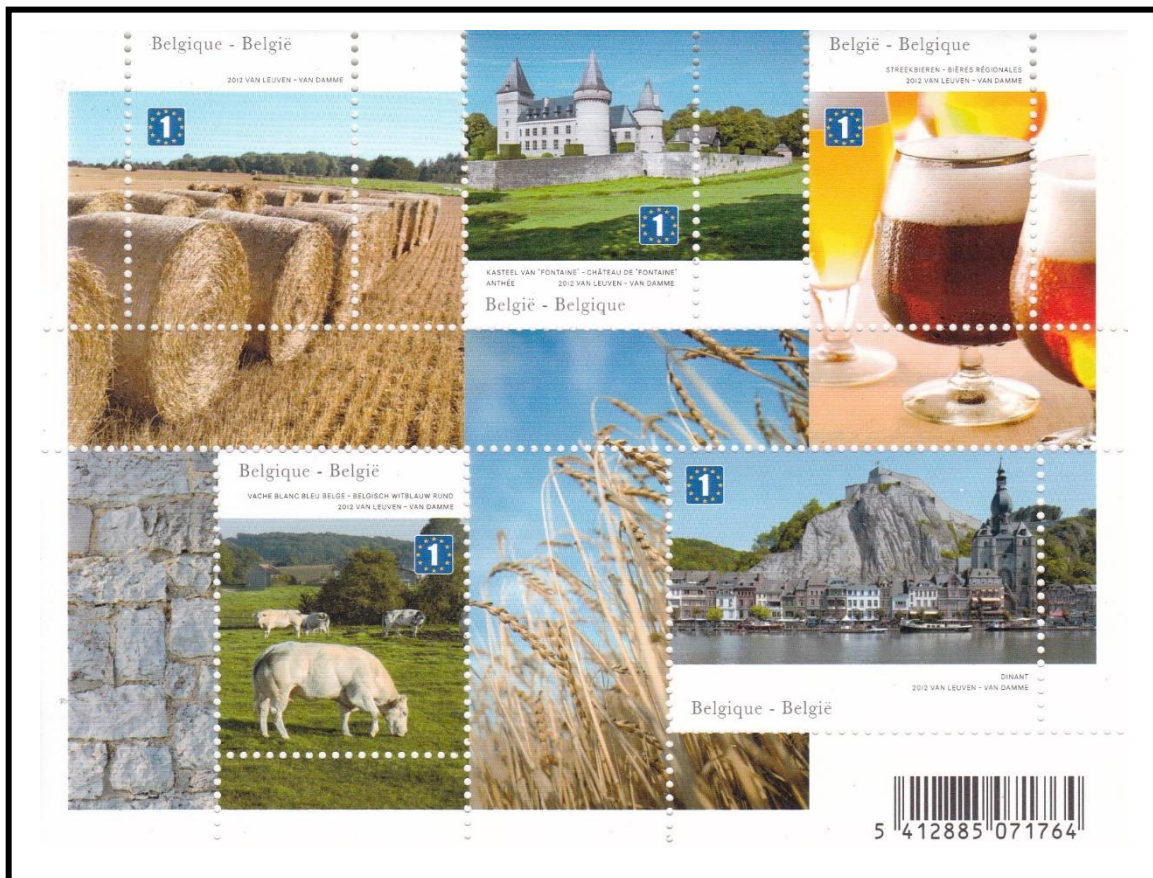 Belgique - België
2012 VAN LEUVEN - VAN DAMME
1
1
KASTEEL VAN 'FONTAINE' - CHÂTEAU DE 'FONTAINE'
ANTHÉE 2012 VAN LEUVEN - VAN DAMME
België - Belgique
België - Belgique
STREEKBIEREN - BIÈRES RÉGIONALES
2012 VAN LEUVEN - VAN DAMME
1
Belgique - België
VACHE BLANC BLEU BELGE - BELGISCH WITBLAUW RUND
2012 VAN LEUVEN - VAN DAMME
1
1
DINANT
2012 VAN LEUVEN - VAN DAMME
Belgique - België
5 412885 071764